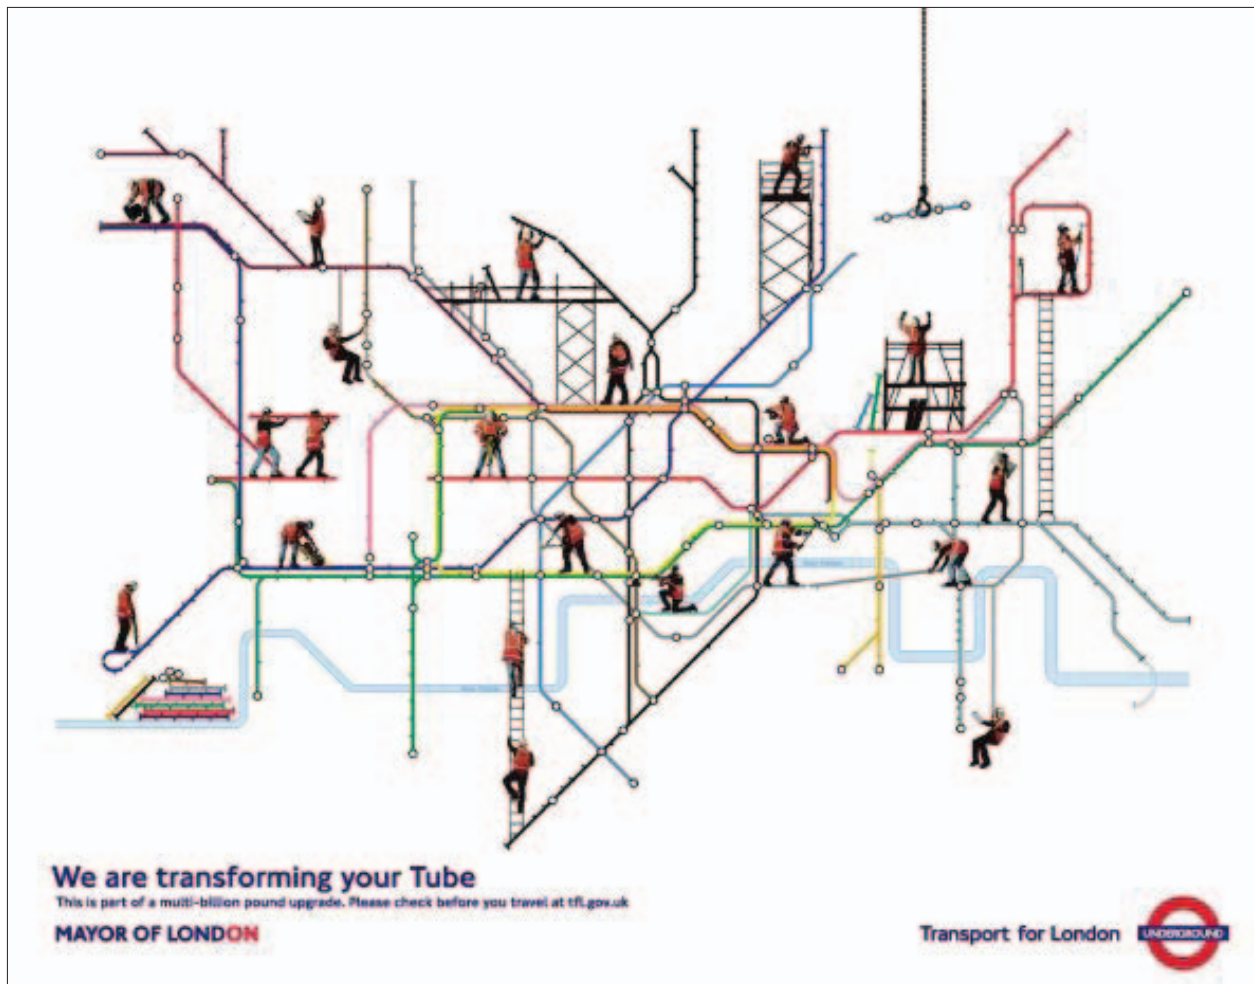 We are transforming your Tube
This is part of a multi-billion pound upgrade. Please check before you travel at tfl.gov.uk
MAYOR OF LONDON
Transport for London
UNDERGROUND